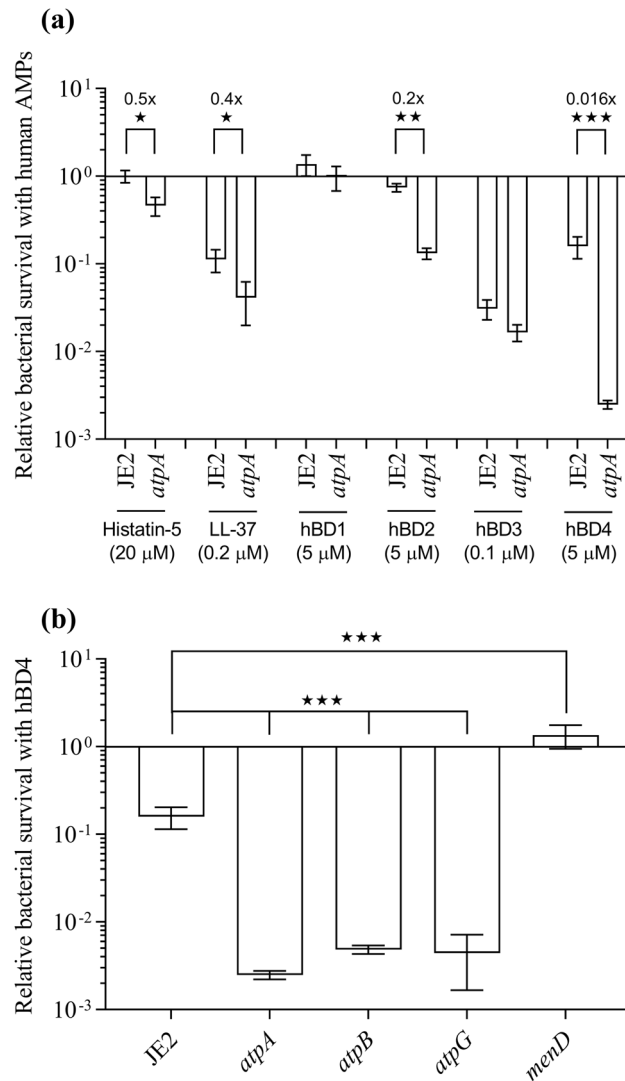 (a)
Relative bacterial survival with human AMPs
10¹
10⁰
10⁻¹
10⁻²
10⁻³
0.5x
★
0.4x
★
0.2x
★★
0.016x
★★★
JE2
atpA
JE2
atpA
JE2
atpA
JE2
atpA
JE2
atpA
JE2
atpA
Histatin-5
(20 µM)
LL-37
(0.2 µM)
hBD1
(5 µM)
hBD2
(5 µM)
hBD3
(0.1 µM)
hBD4
(5 µM)
(b)
Relative bacterial survival with hBD4
10¹
10⁰
10⁻¹
10⁻²
10⁻³
★★★
★★★
JE2
atpA
atpB
atpG
menD